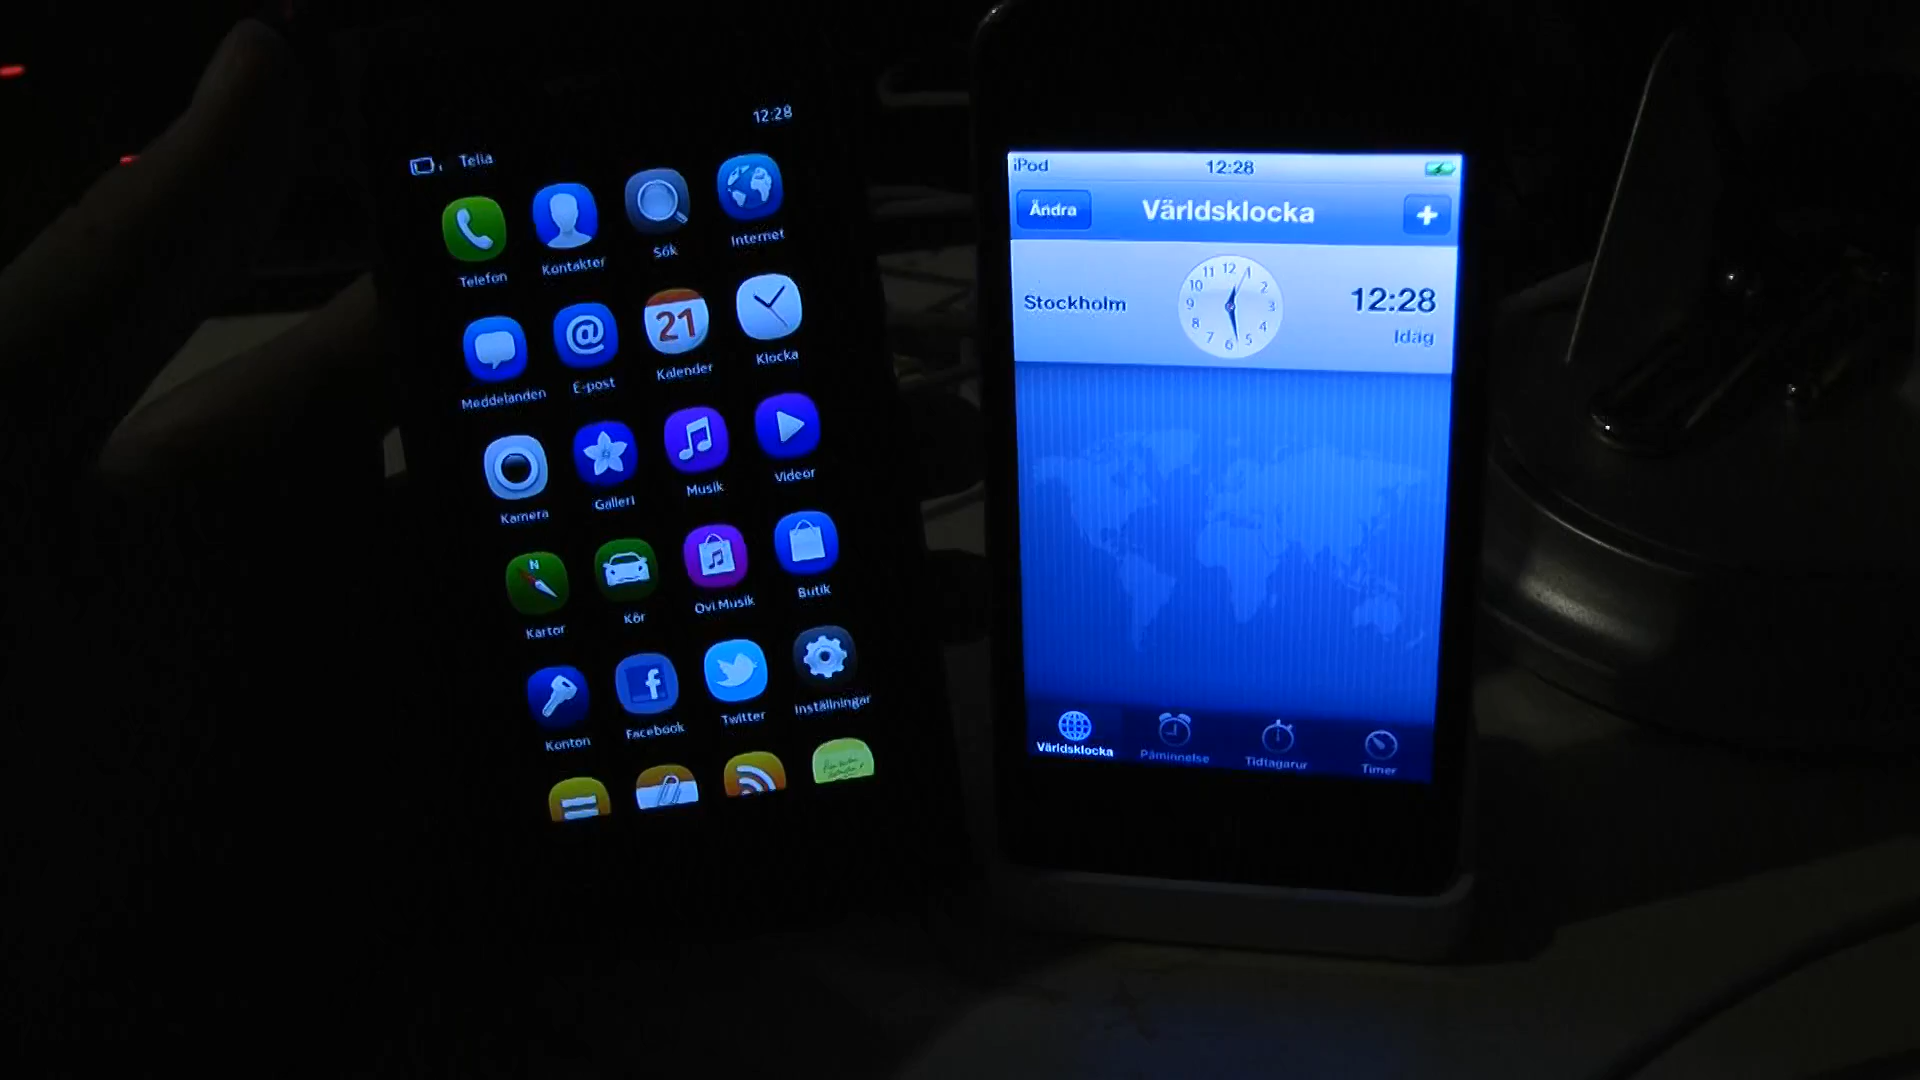 12:28
Telia
Telefon
Kontakter
Sök
Internet
Meddelanden
E-post
21
Kalender
Klocka
Kamera
Galleri
Musik
Videor
N
Kartor
Kör
Ovi Musik
Butik
Konton
f
Facebook
Twitter
Inställningar
iPod
12:28
Ändra
Världsklocka
+
Stockholm
12 1 2 3 4 5 6 7 8 9 10 11
12:28
Idag
Världsklocka
Påminnelse
Tidtagarur
Timer